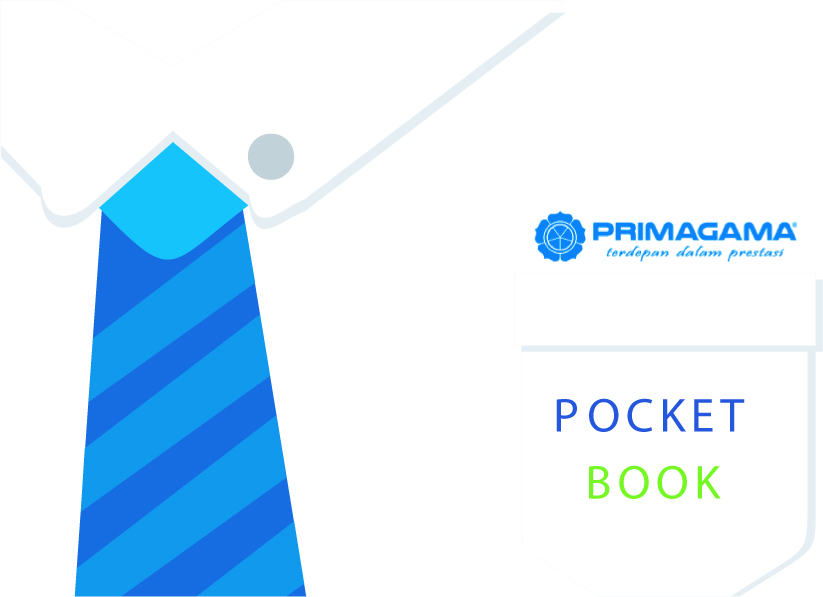 PRIMAGAMA®
terdepan dalam prestasi
POCKET
BOOK